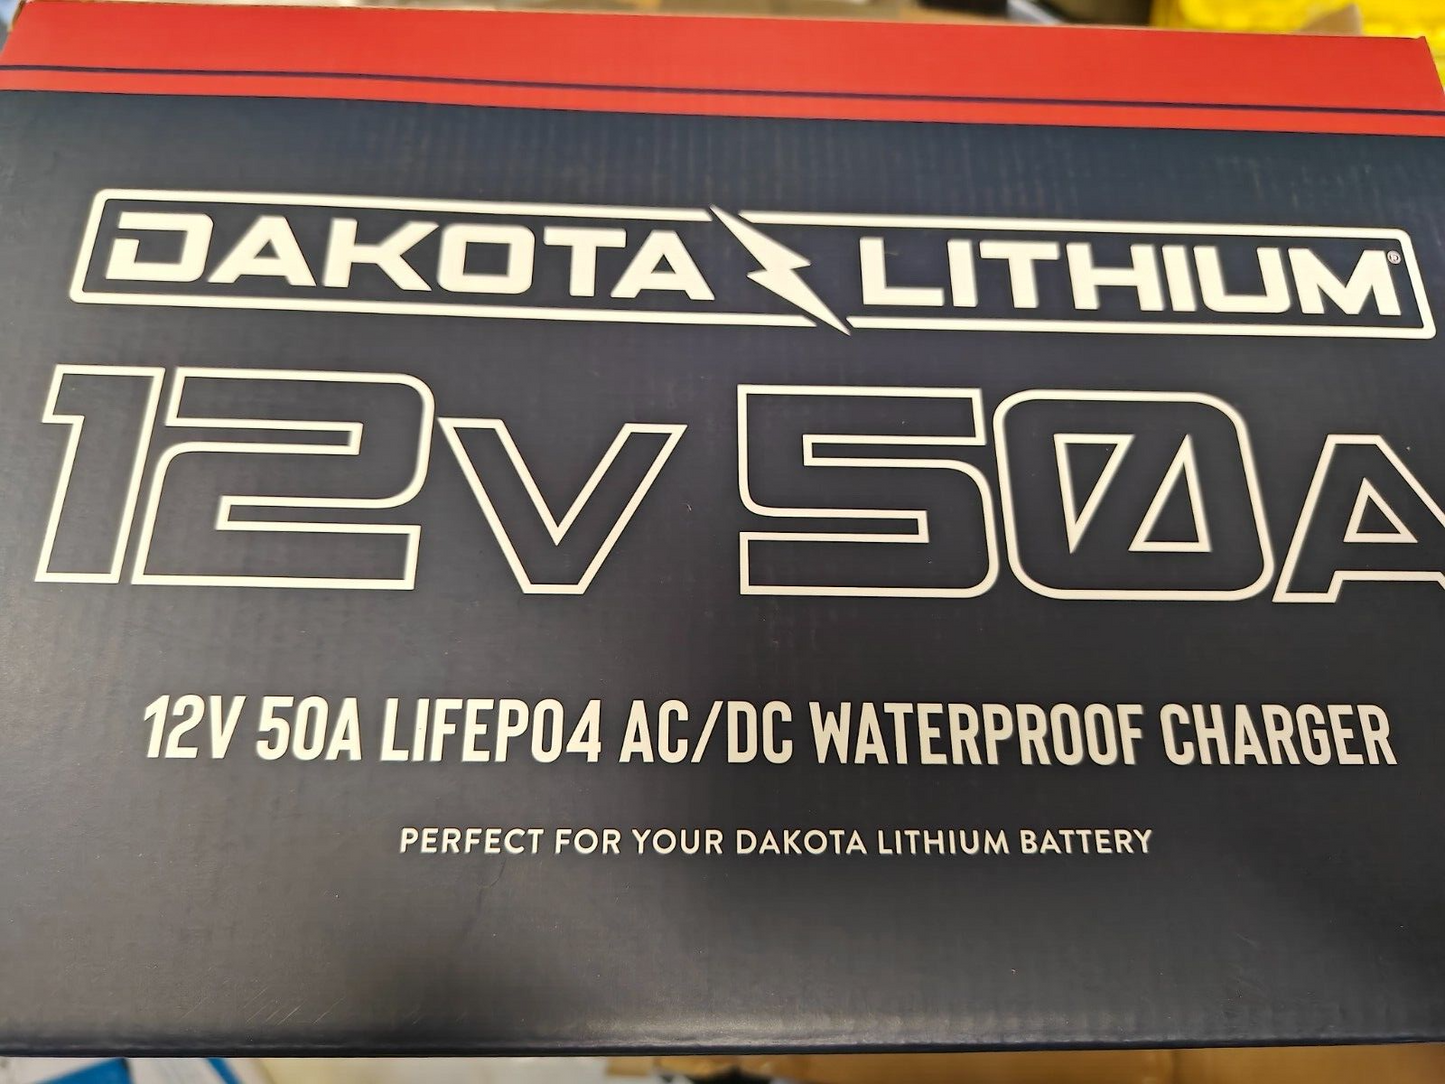 DAKOTA LITHIUM®
12V 50A
12V 50A LIFEPO4 AC/DC WATERPROOF CHARGER
PERFECT FOR YOUR DAKOTA LITHIUM BATTERY